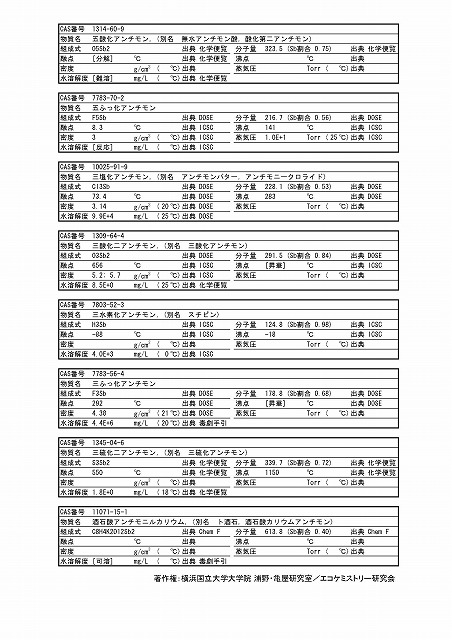 CAS番号 1314-60-9
物質名 五酸化アンチモン,(別名 無水アンチモン酸, 酸化第二アンチモン)
組成式 O5Sb2 出典 化学便覧 分子量 323.5 (Sb割合 0.75) 出典 化学便覧
融点 [分解] ℃ 出典 化学便覧 沸点 ℃ 出典
密度 g/cm³ ( ℃) 出典 蒸気圧 Torr ( ℃) 出典
水溶解度 [難溶] mg/L ( ℃) 出典 化学便覧
CAS番号 7783-70-2
物質名 五ふっ化アンチモン
組成式 F5Sb 出典 DOSE 分子量 216.7 (Sb割合 0.56) 出典 DOSE
融点 8.3 ℃ 出典 ICSC 沸点 141 ℃ 出典 ICSC
密度 3 g/cm³ ( ℃) 出典 ICSC 蒸気圧 1.0E+1 Torr (25℃) 出典 ICSC
水溶解度 [反応] mg/L ( ℃) 出典 ICSC
CAS番号 10025-91-9
物質名 三塩化アンチモン,(別名 アンチモンバター, アンチモニークロライド)
組成式 Cl3Sb 出典 DOSE 分子量 228.1 (Sb割合 0.53) 出典 DOSE
融点 73.4 ℃ 出典 DOSE 沸点 283 ℃ 出典 DOSE
密度 3.14 g/cm³ (20℃) 出典 DOSE 蒸気圧 Torr ( ℃) 出典
水溶解度 9.9E+4 mg/L (25℃) 出典 DOSE
CAS番号 1309-64-4
物質名 三酸化二アンチモン,(別名 三酸化アンチモン)
組成式 O3Sb2 出典 DOSE 分子量 291.5 (Sb割合 0.84) 出典 DOSE
融点 656 ℃ 出典 ICSC 沸点 [昇華] ℃ 出典 ICSC
密度 5.2; 5.7 g/cm³ ( ℃) 出典 ICSC 蒸気圧 Torr ( ℃) 出典
水溶解度 8.5E+0 mg/L (25℃) 出典 化学便覧
CAS番号 7803-52-3
物質名 三水素化アンチモン,(別名 スチビン)
組成式 H3Sb 出典 ICSC 分子量 124.8 (Sb割合 0.98) 出典 ICSC
融点 -88 ℃ 出典 ICSC 沸点 -18 ℃ 出典 ICSC
密度 g/cm³ ( ℃) 出典 蒸気圧 Torr ( ℃) 出典
水溶解度 4.0E+3 mg/L ( 0℃) 出典 ICSC
CAS番号 7783-56-4
物質名 三ふっ化アンチモン
組成式 F3Sb 出典 DOSE 分子量 178.8 (Sb割合 0.68) 出典 DOSE
融点 292 ℃ 出典 DOSE 沸点 [昇華] ℃ 出典 DOSE
密度 4.38 g/cm³ (21℃) 出典 DOSE 蒸気圧 Torr ( ℃) 出典
水溶解度 4.4E+6 mg/L (20℃) 出典 毒劇手引
CAS番号 1345-04-6
物質名 三硫化二アンチモン,(別名 三硫化アンチモン)
組成式 S3Sb2 出典 化学便覧 分子量 339.7 (Sb割合 0.72) 出典 化学便覧
融点 550 ℃ 出典 化学便覧 沸点 1150 ℃ 出典 化学便覧
密度 g/cm³ ( ℃) 出典 蒸気圧 Torr ( ℃) 出典
水溶解度 1.8E+0 mg/L (18℃) 出典 化学便覧
CAS番号 11071-15-1
物質名 酒石酸アンチモニルカリウム,(別名 ト酒石, 酒石酸カリウムアンチモン)
組成式 C8H4K2O12Sb2 出典 Chem F 分子量 613.8 (Sb割合 0.40) 出典 Chem F
融点 ℃ 出典 沸点 ℃ 出典
密度 g/cm³ ( ℃) 出典 蒸気圧 Torr ( ℃) 出典
水溶解度 [可溶] mg/L ( ℃) 出典 毒劇手引
著作権:横浜国立大学大学院 浦野・亀屋研究室/エコケミストリー研究会